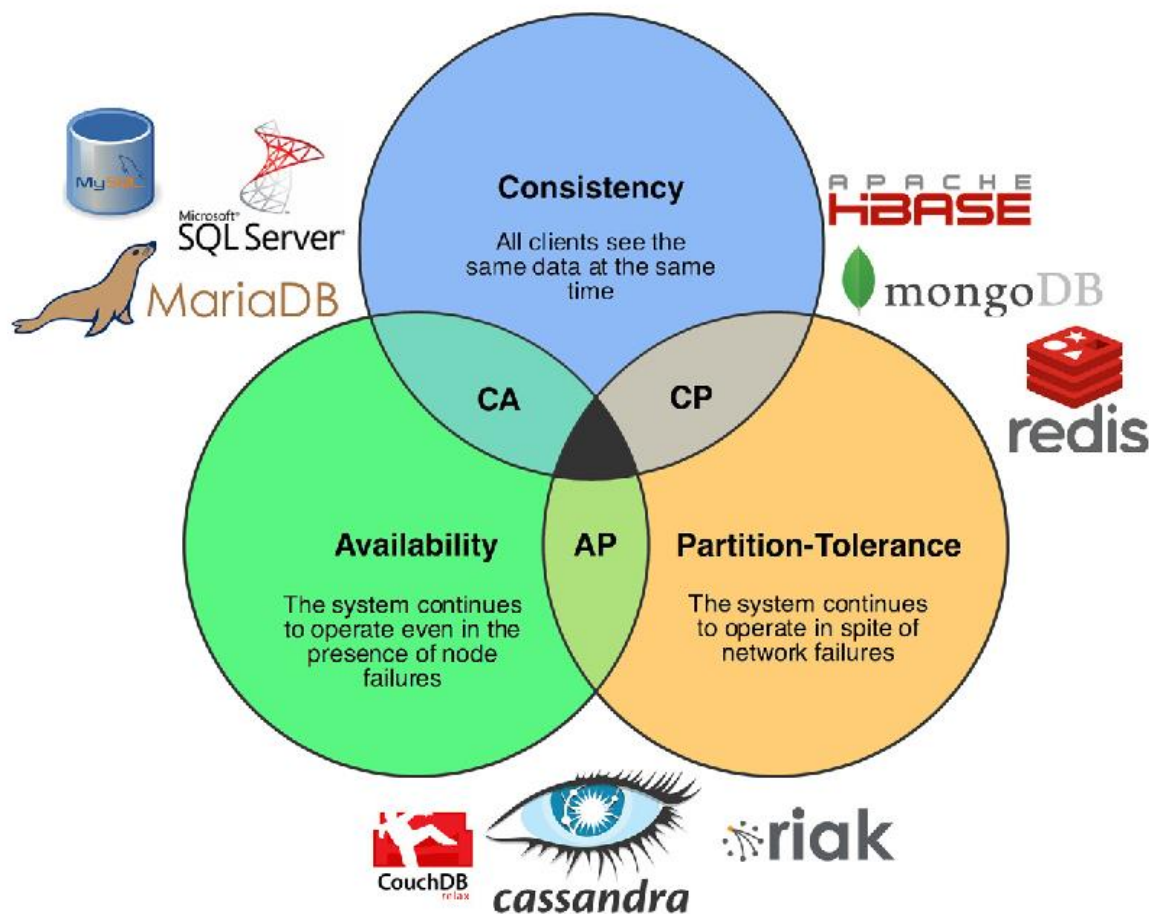 Consistency
All clients see the
same data at the same
time
MySQL
Microsoft®
SQL Server®
MariaDB
APACHE
HBASE
mongoDB
redis
CA
CP
AP
Availability
The system continues
to operate even in the
presence of node
failures
Partition-Tolerance
The system continues
to operate in spite of
network failures
CouchDB
relax
cassandra
riak